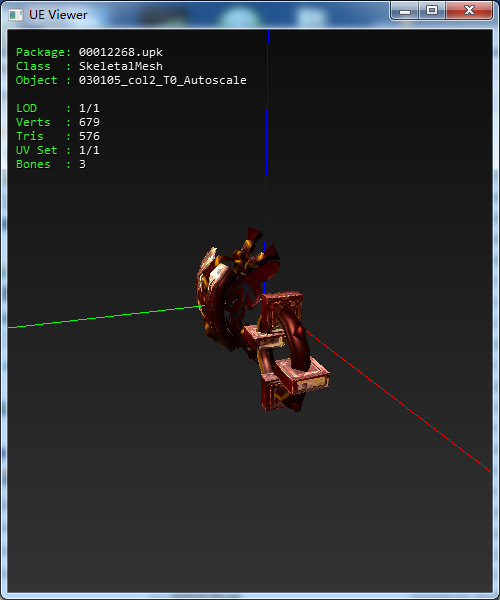 UE Viewer
Package: 00012268.upk
Class : SkeletalMesh
Object : 030105_col2_T0_Autoscale
LOD : 1/1
Verts : 679
Tris : 576
UV Set : 1/1
Bones : 3